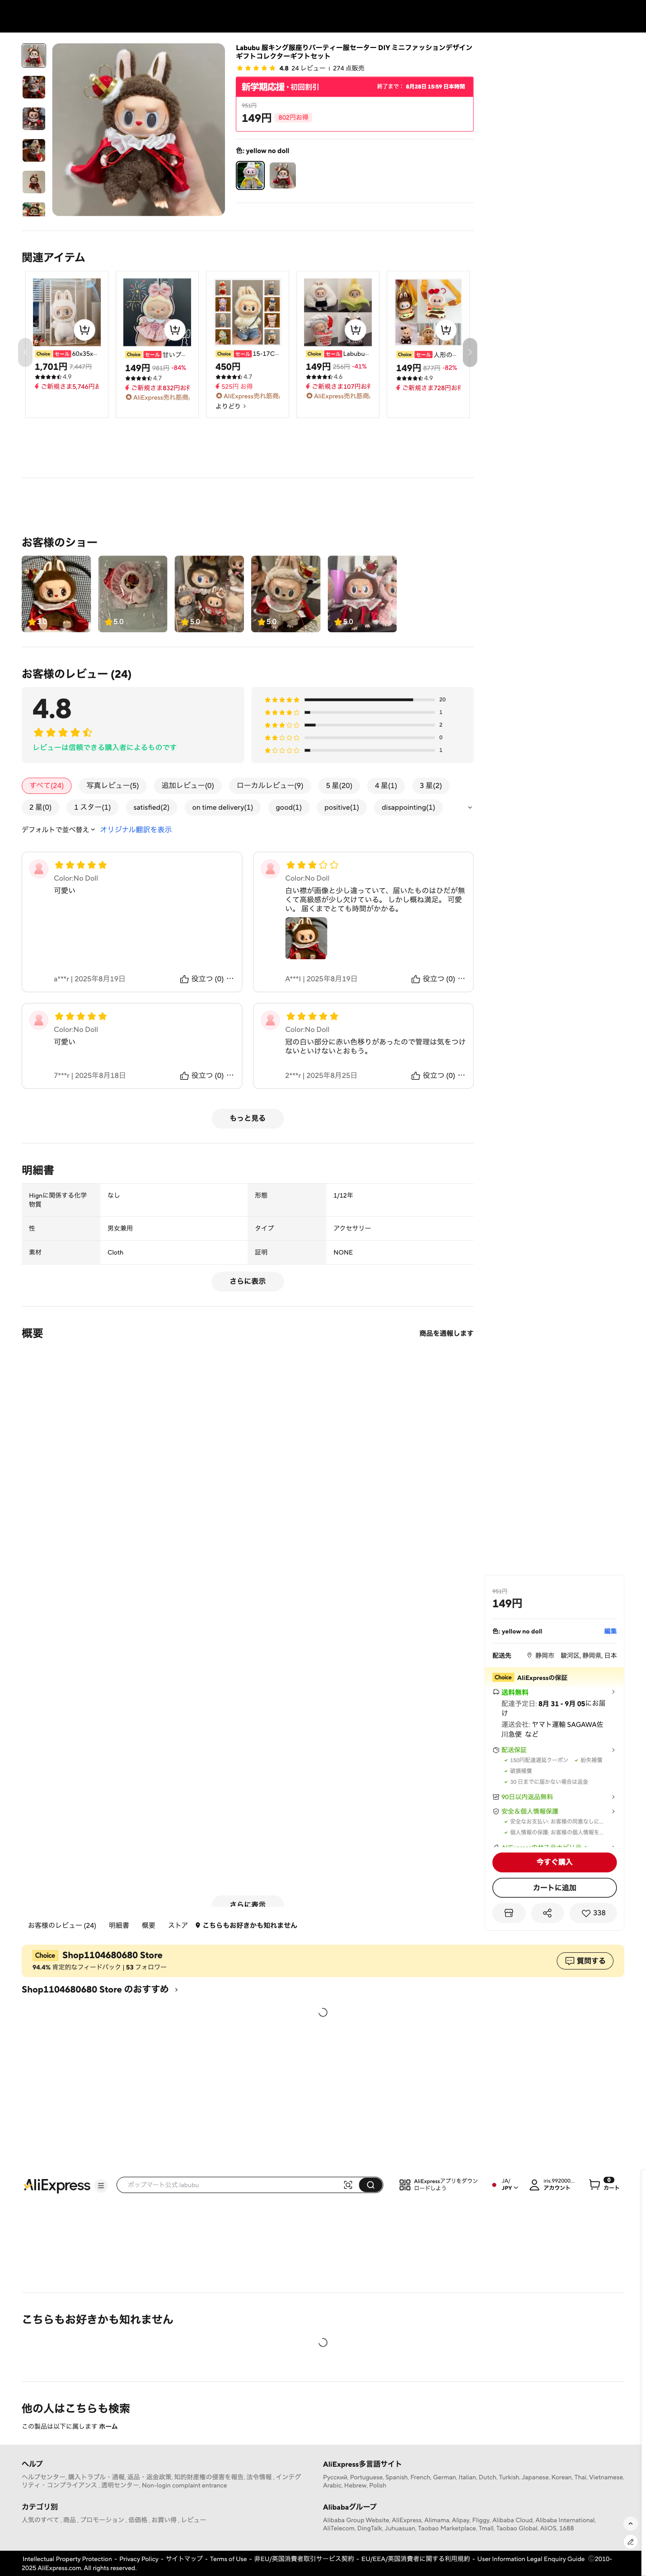 Labubu 服キング服座りパーティー服セーター DIY ミニファッションデザイン
ギフトコレクターギフトセット
4.8 24 レビュー | 274 点販売
新学期応援・初回割引
終了まで： 8月28日 15:59 日本時間
951円
149円 802円お得
色: yellow no doll
関連アイテム
Choice セール 60x35x…
1,701円 7,447円
4.9
ご新規さま5,746円お
Choice セール 甘いプ…
149円 981円 -84%
4.7
ご新規さま832円お得
AliExpress売れ筋商品
Choice セール 15-17C…
450円
4.7
525円 お得
AliExpress売れ筋商品
よりどり
Choice セール Labubu…
149円 256円 -41%
4.6
ご新規さま107円お得
AliExpress売れ筋商品
Choice セール 人形の…
149円 877円 -82%
4.9
ご新規さま728円お得
お客様のショー
3.0
5.0
5.0
5.0
5.0
お客様のレビュー (24)
4.8
レビューは信頼できる購入者によるものです
20
1
2
0
1
すべて(24) 写真レビュー(5) 追加レビュー(0) ローカルレビュー(9) 5 星(20) 4 星(1) 3 星(2)
2 星(0) 1 スター(1) satisfied(2) on time delivery(1) good(1) positive(1) disappointing(1)
デフォルトで並べ替え オリジナル翻訳を表示
Color:No Doll
可愛い
a***r | 2025年8月19日 役立つ (0)
Color:No Doll
白い襟が画像と少し違っていて、届いたものはひだが無
くて高級感が少し欠けている。 しかし概ね満足。 可愛
い。 届くまでとても時間がかかる。
A***l | 2025年8月19日 役立つ (0)
Color:No Doll
可愛い
7***r | 2025年8月18日 役立つ (0)
Color:No Doll
冠の白い部分に赤い色移りがあったので管理は気をつけ
ないといけないとおもう。
2***r | 2025年8月25日 役立つ (0)
もっと見る
明細書
Hignに関係する化学
物質
なし
形態
1/12年
性
男女兼用
タイプ
アクセサリー
素材
Cloth
証明
NONE
さらに表示
概要
商品を通報します
951円
149円
色: yellow no doll 編集
配送先 静岡市 駿河区, 静岡県, 日本
Choice AliExpressの保証
送料無料
配達予定日: 8月 31 - 9月 05にお届
け
運送会社: ヤマト運輸 SAGAWA佐
川急便 など
配送保証
150円配達遅延クーポン 紛失補償
破損補償
30 日までに届かない場合は返金
90日以内返品無料
安全&個人情報保護
安全なお支払い: お客様の同意なしに...
個人情報の保護: お客様の個人情報を...
今すぐ購入
カートに追加
338
さらに表示
お客様のレビュー (24) 明細書 概要 ストア こちらもお好きかも知れません
Choice Shop1104680680 Store
94.4% 肯定的なフィードバック | 53 フォロワー
質問する
Shop1104680680 Store のおすすめ
AliExpress
ポップマート公式 labubu
AliExpressアプリをダウン
ロードしよう
JA/
JPY
iris.992000...
アカウント
0
カート
こちらもお好きかも知れません
他の人はこちらも検索
この製品は以下に属します ホーム
ヘルプ
ヘルプセンター, 購入トラブル・通報, 返品・返金政策, 知的財産権の侵害を報告, 法令情報 , インテグ
リティ・コンプライアンス , 透明センター, Non-login complaint entrance
AliExpress多言語サイト
Русский, Portuguese, Spanish, French, German, Italian, Dutch, Turkish, Japanese, Korean, Thai, Vietnamese,
Arabic, Hebrew, Polish
カテゴリ別
人気のすべて , 商品 , プロモーション , 低価格 , お買い得 , レビュー
Alibabaグループ
Alibaba Group Website, AliExpress, Alimama, Alipay, Fliggy, Alibaba Cloud, Alibaba International,
AliTelecom, DingTalk, Juhuasuan, Taobao Marketplace, Tmall, Taobao Global, AliOS, 1688
Intellectual Property Protection - Privacy Policy - サイトマップ - Terms of Use - 非EU/英国消費者取引サービス契約 - EU/EEA/英国消費者に関する利用規約 - User Information Legal Enquiry Guide ©2010-
2025 AliExpress.com. All rights reserved.